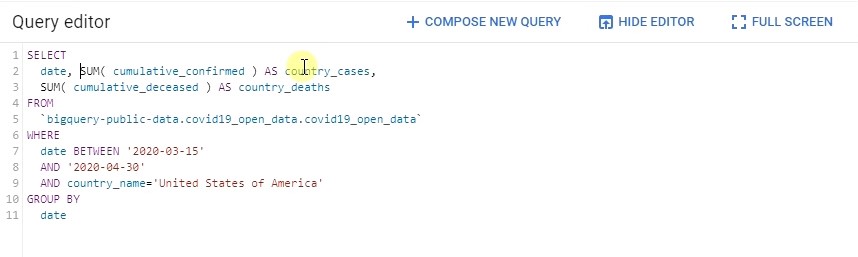 Query editor
+ COMPOSE NEW QUERY
HIDE EDITOR
FULL SCREEN
1 SELECT
2 date, SUM( cumulative_confirmed ) AS country_cases,
3 SUM( cumulative_deceased ) AS country_deaths
4 FROM
5 `bigquery-public-data.covid19_open_data.covid19_open_data`
6 WHERE
7 date BETWEEN '2020-03-15'
8 AND '2020-04-30'
9 AND country_name='United States of America'
10 GROUP BY
11 date